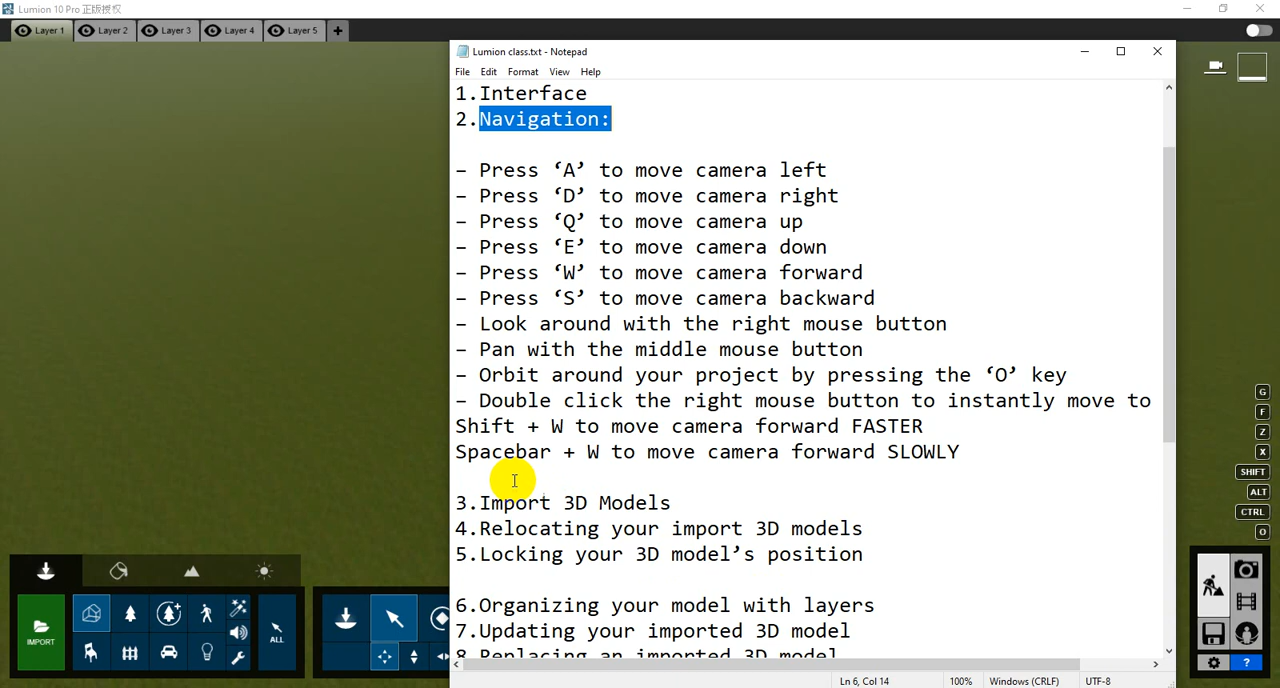 Lumion 10 Pro 正版授权
Layer 1 Layer 2 Layer 3 Layer 4 Layer 5 +
Lumion class.txt - Notepad
File Edit Format View Help
1.Interface
2.Navigation:
– Press ‘A’ to move camera left
– Press ‘D’ to move camera right
– Press ‘Q’ to move camera up
– Press ‘E’ to move camera down
– Press ‘W’ to move camera forward
– Press ‘S’ to move camera backward
– Look around with the right mouse button
– Pan with the middle mouse button
– Orbit around your project by pressing the ‘O’ key
– Double click the right mouse button to instantly move to
Shift + W to move camera forward FASTER
Spacebar + W to move camera forward SLOWLY
3.Import 3D Models
4.Relocating your import 3D models
5.Locking your 3D model’s position
6.Organizing your model with layers
7.Updating your imported 3D model
8.Replacing an imported 3D model
Ln 6, Col 14 100% Windows (CRLF) UTF-8
G
F
Z
X
SHIFT
ALT
CTRL
O
IMPORT
ALL
?